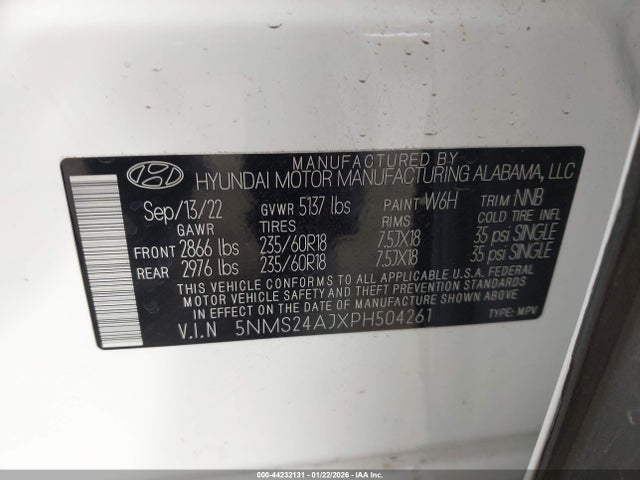 MANUFACTURED BY
HYUNDAI MOTOR MANUFACTURING ALABAMA, LLC
Sep/13/22 GVWR 5137 lbs PAINT W6H TRIM NNB
GAWR TIRES RIMS COLD TIRE INFL
FRONT 2866 lbs 235/60R18 7.5JX18 35 psi SINGLE
REAR 2976 lbs 235/60R18 7.5JX18 35 psi SINGLE
THIS VEHICLE CONFORMS TO ALL APPLICABLE U.S.A. FEDERAL
MOTOR VEHICLE SAFETY AND THEFT PREVENTION STANDARDS IN EFFECT
ON THE DATE OF MANUFACTURE SHOWN ABOVE.
V.I.N 5NMS24AJXPH504261 TYPE: MPV
000-44232131 - 01/22/2026 - IAA Inc.